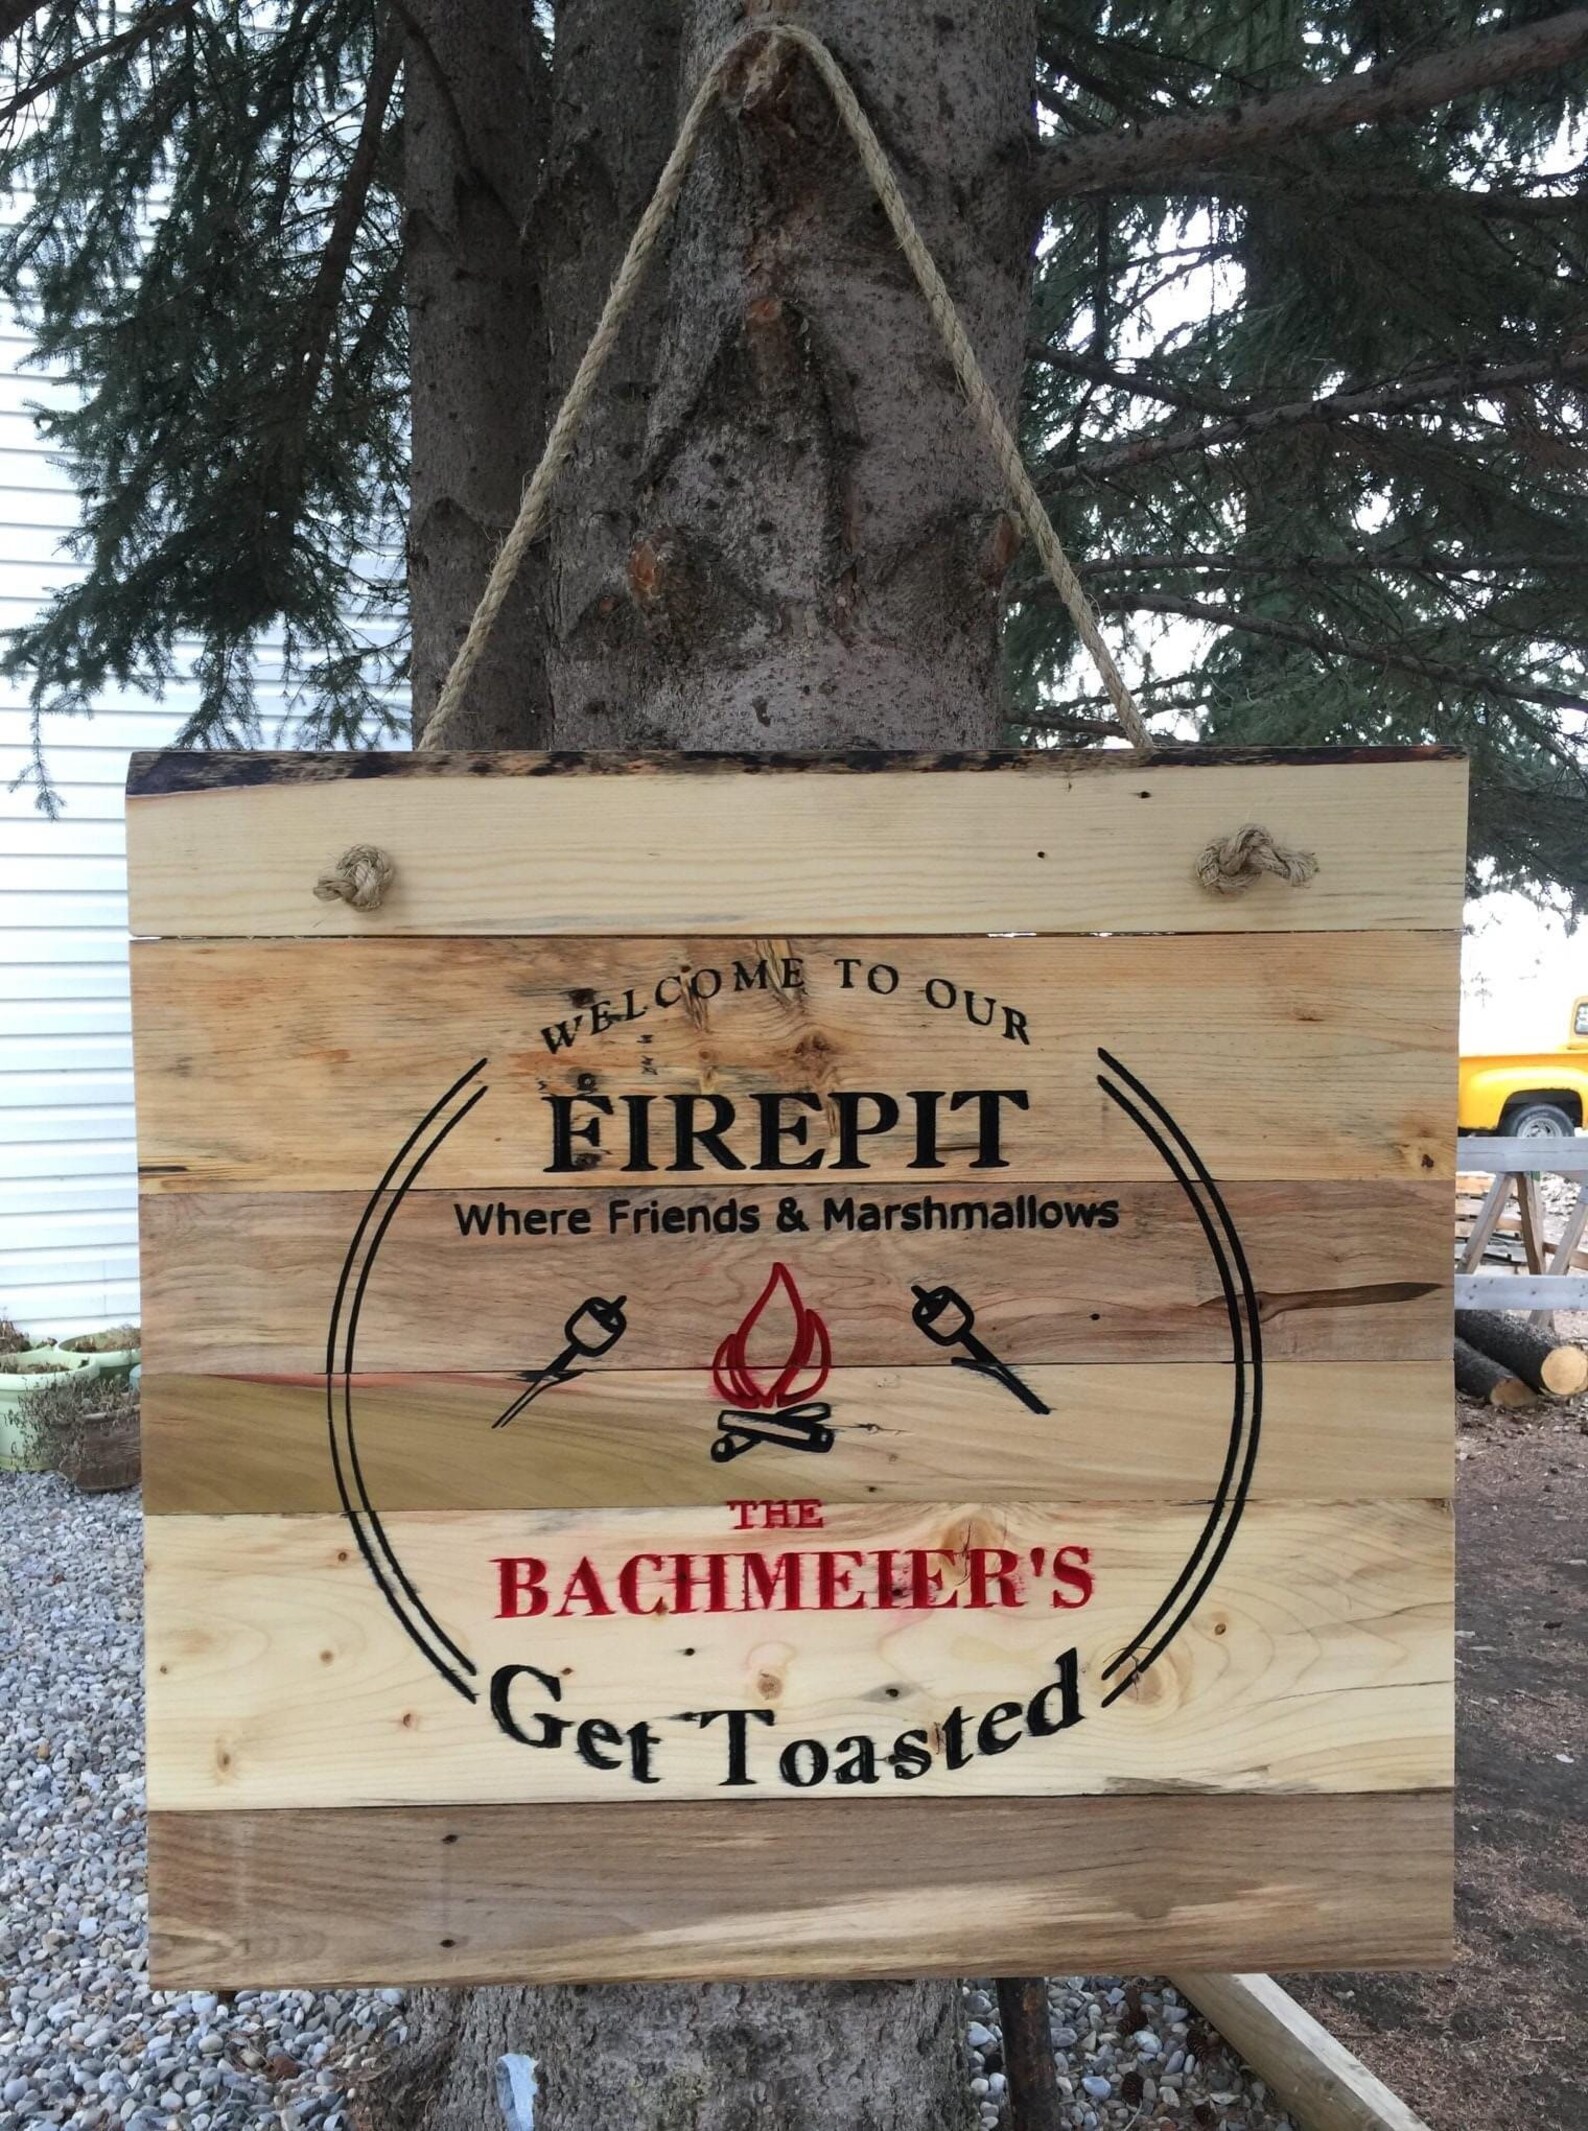 WELCOME TO OUR
FIREPIT
Where Friends & Marshmallows
THE
BACHMEIER'S
Get Toasted